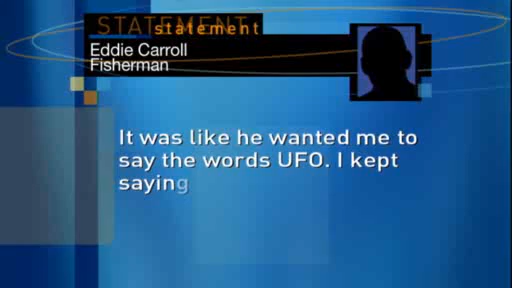 STATEMENT
statement
Eddie Carroll
Fisherman
It was like he wanted me to
say the words UFO. I kept
saying